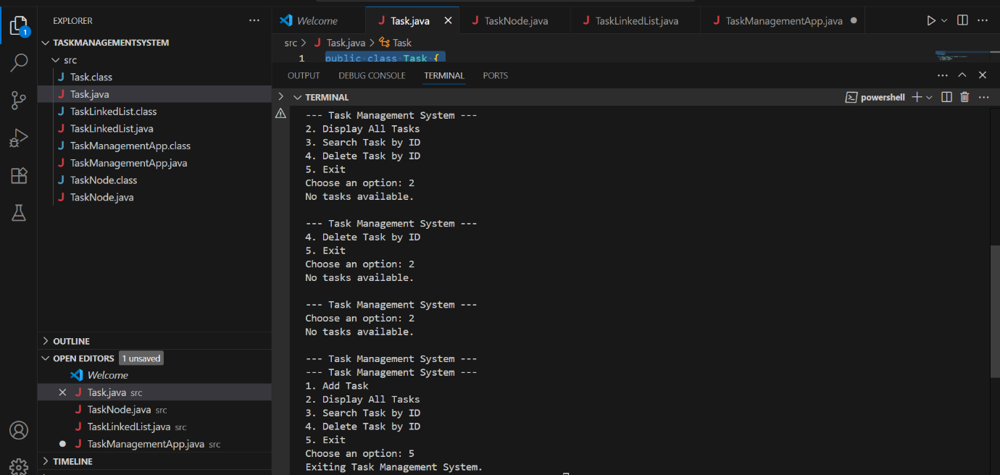 EXPLORER
TASKMANAGEMENTSYSTEM
src
Task.class
Task.java
TaskLinkedList.class
TaskLinkedList.java
TaskManagementApp.class
TaskManagementApp.java
TaskNode.class
TaskNode.java
OUTLINE
OPEN EDITORS 1 unsaved
Welcome
Task.java src
TaskNode.java src
TaskLinkedList.java src
TaskManagementApp.java src
TIMELINE
1
Welcome Task.java TaskNode.java TaskLinkedList.java TaskManagementApp.java
src > Task.java > Task
1 public class Task {
OUTPUT DEBUG CONSOLE TERMINAL PORTS
TERMINAL powershell
--- Task Management System ---
2. Display All Tasks
3. Search Task by ID
4. Delete Task by ID
5. Exit
Choose an option: 2
No tasks available.
--- Task Management System ---
4. Delete Task by ID
5. Exit
Choose an option: 2
No tasks available.
--- Task Management System ---
Choose an option: 2
No tasks available.
--- Task Management System ---
--- Task Management System ---
1. Add Task
2. Display All Tasks
3. Search Task by ID
4. Delete Task by ID
5. Exit
Choose an option: 5
Exiting Task Management System.